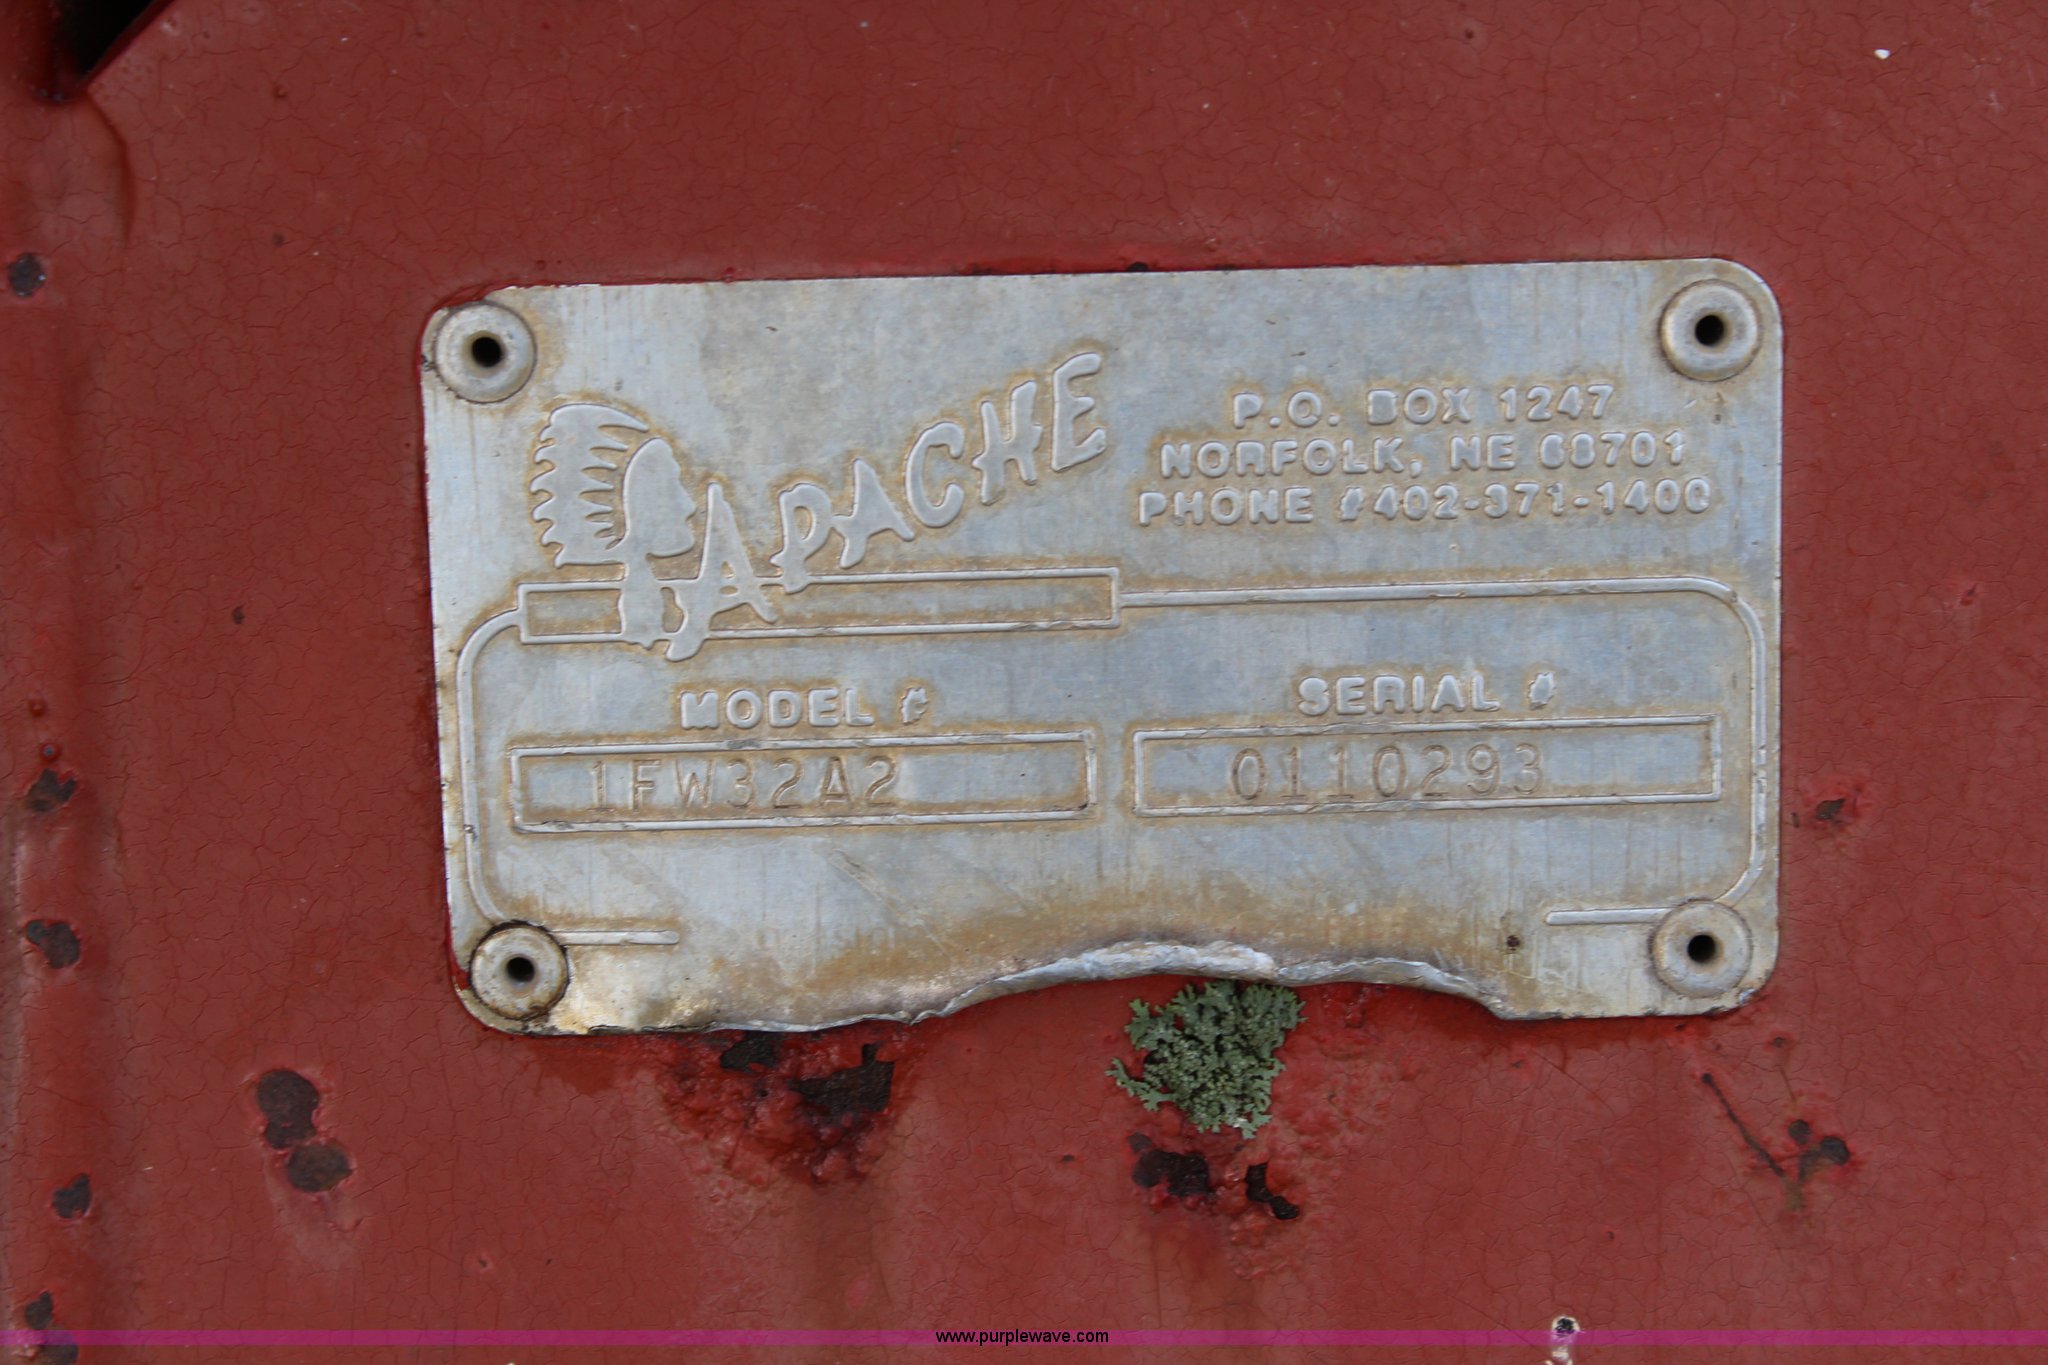 APACHE
P.O. BOX 1247
NORFOLK, NE 68701
PHONE #402-371-1400
MODEL #
SERIAL #
1FW32A2
0110293
www.purplewave.com